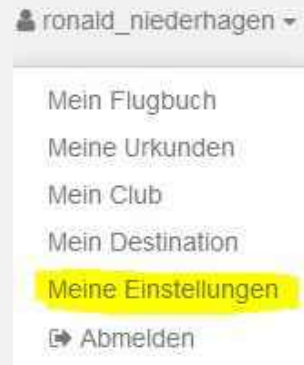 ronald_niederhagen
Mein Flugbuch
Meine Urkunden
Mein Club
Mein Destination
Meine Einstellungen
Abmelden